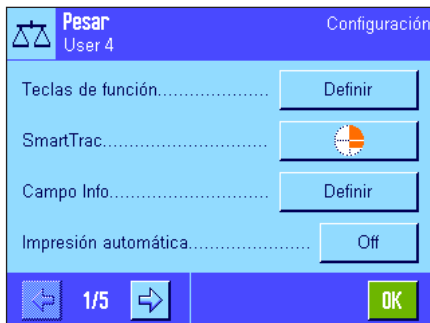 Pesar
Configuración
User 4
Teclas de función.................... Definir
SmartTrac..............................
Campo Info............................. Definir
Impresión automática...................... Off
1/5
OK